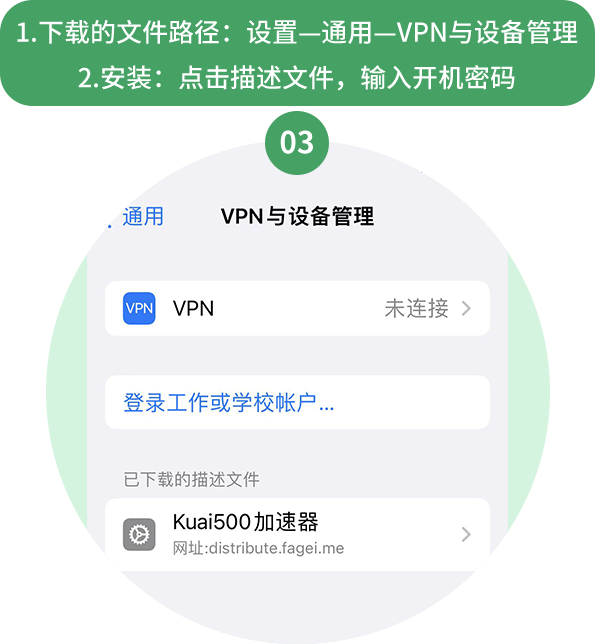 1.下载的文件路径：设置—通用—VPN与设备管理
2.安装：点击描述文件，输入开机密码
03
通用 VPN与设备管理
VPN VPN 未连接
登录工作或学校帐户...
已下载的描述文件
Kuai500加速器
网址:distribute.fagei.me